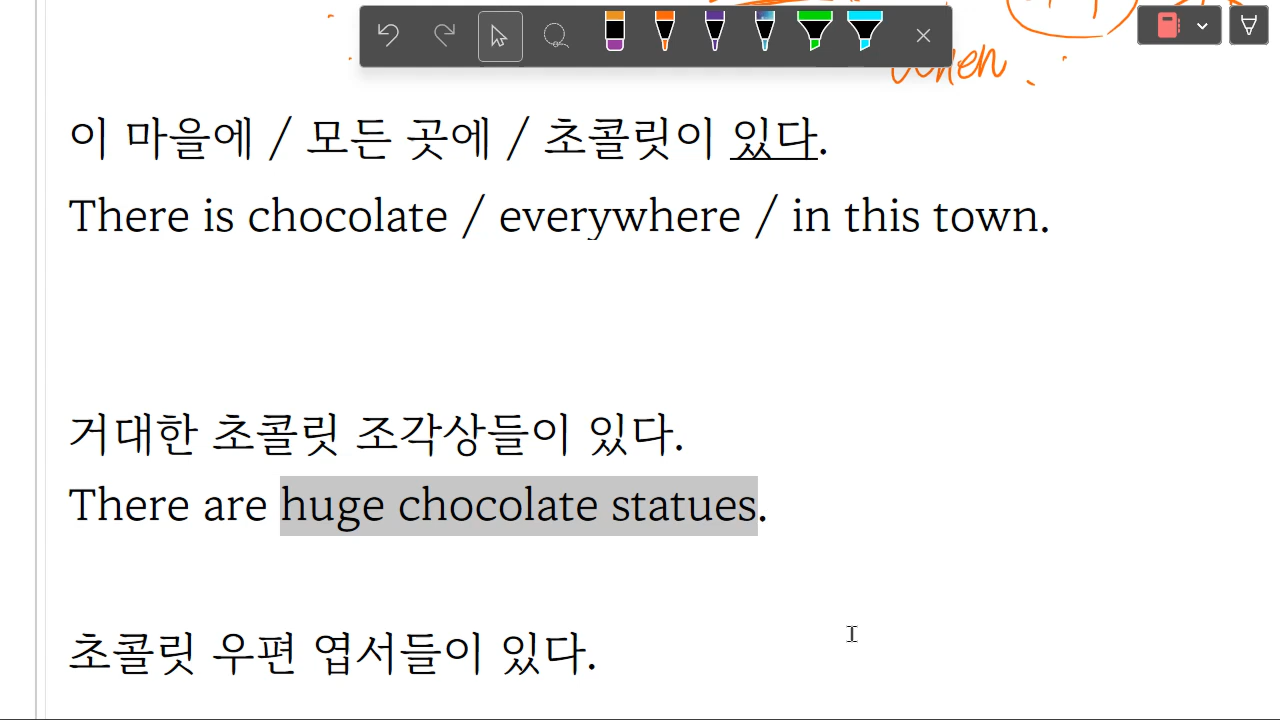 When
이 마을에 / 모든 곳에 / 초콜릿이 있다.
There is chocolate / everywhere / in this town.
거대한 초콜릿 조각상들이 있다.
There are huge chocolate statues.
초콜릿 우편 엽서들이 있다.